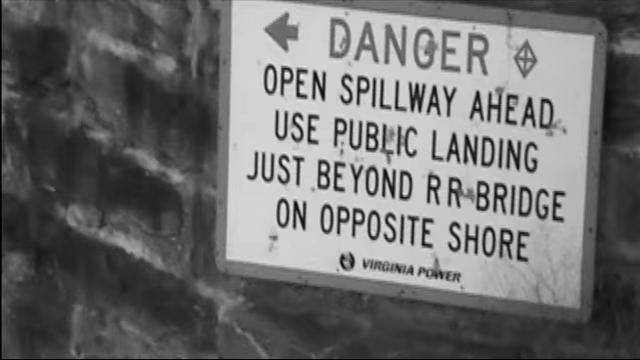 DANGER
OPEN SPILLWAY AHEAD
USE PUBLIC LANDING
JUST BEYOND R R BRIDGE
ON OPPOSITE SHORE
VIRGINIA POWER